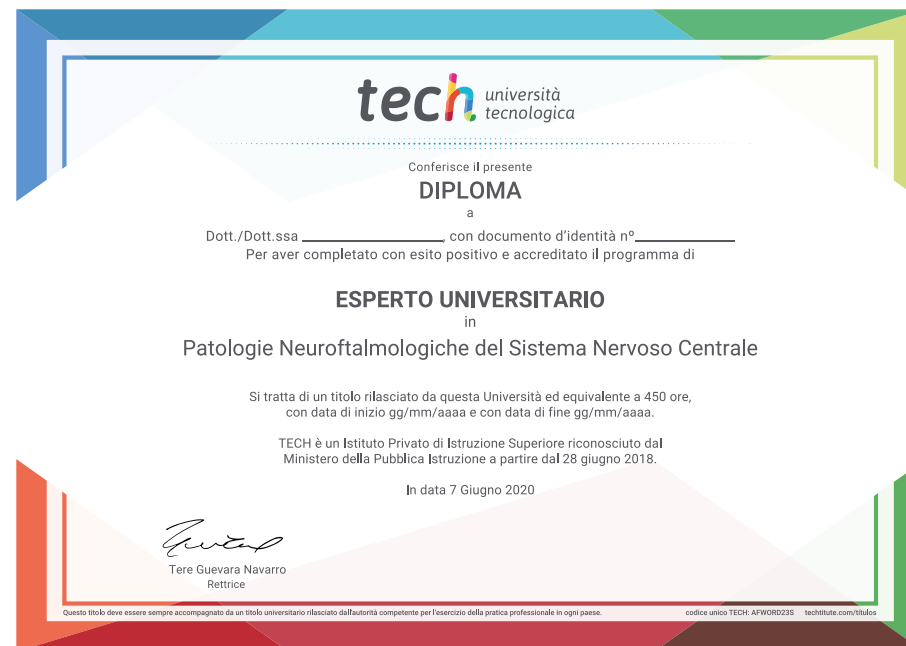 tech università
tecnologica
Conferisce il presente
DIPLOMA
a
Dott./Dott.ssa ____________________, con documento d'identità nº______________
Per aver completato con esito positivo e accreditato il programma di
ESPERTO UNIVERSITARIO
in
Patologie Neuroftalmologiche del Sistema Nervoso Centrale
Si tratta di un titolo rilasciato da questa Università ed equivalente a 450 ore,
con data di inizio gg/mm/aaaa e con data di fine gg/mm/aaaa.
TECH è un Istituto Privato di Istruzione Superiore riconosciuto dal
Ministero della Pubblica Istruzione a partire dal 28 giugno 2018.
In data 7 Giugno 2020
Tere Guevara Navarro
Rettrice
Questo titolo deve essere sempre accompagnato da un titolo universitario rilasciato dall'autorità competente per l'esercizio della pratica professionale in ogni paese. codice unico TECH: AFWORD23S techtitute.com/titulos